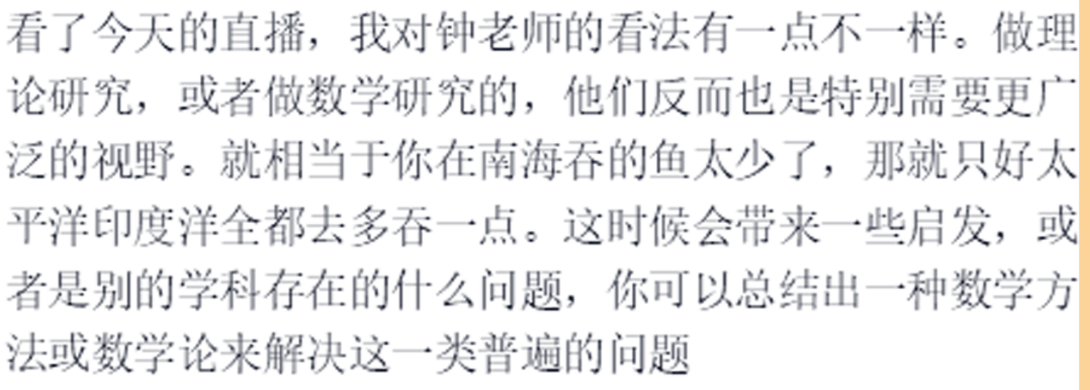 看了今天的直播，我对钟老师的看法有一点不一样。做理
论研究，或者做数学研究的，他们反而也是特别需要更广
泛的视野。就相当于你在南海吞的鱼太少了，那就只好太
平洋印度洋全都去多吞一点。这时候会带来一些启发，或
者是别的学科存在的什么问题，你可以总结出一种数学方
法或数学论来解决这一类普遍的问题